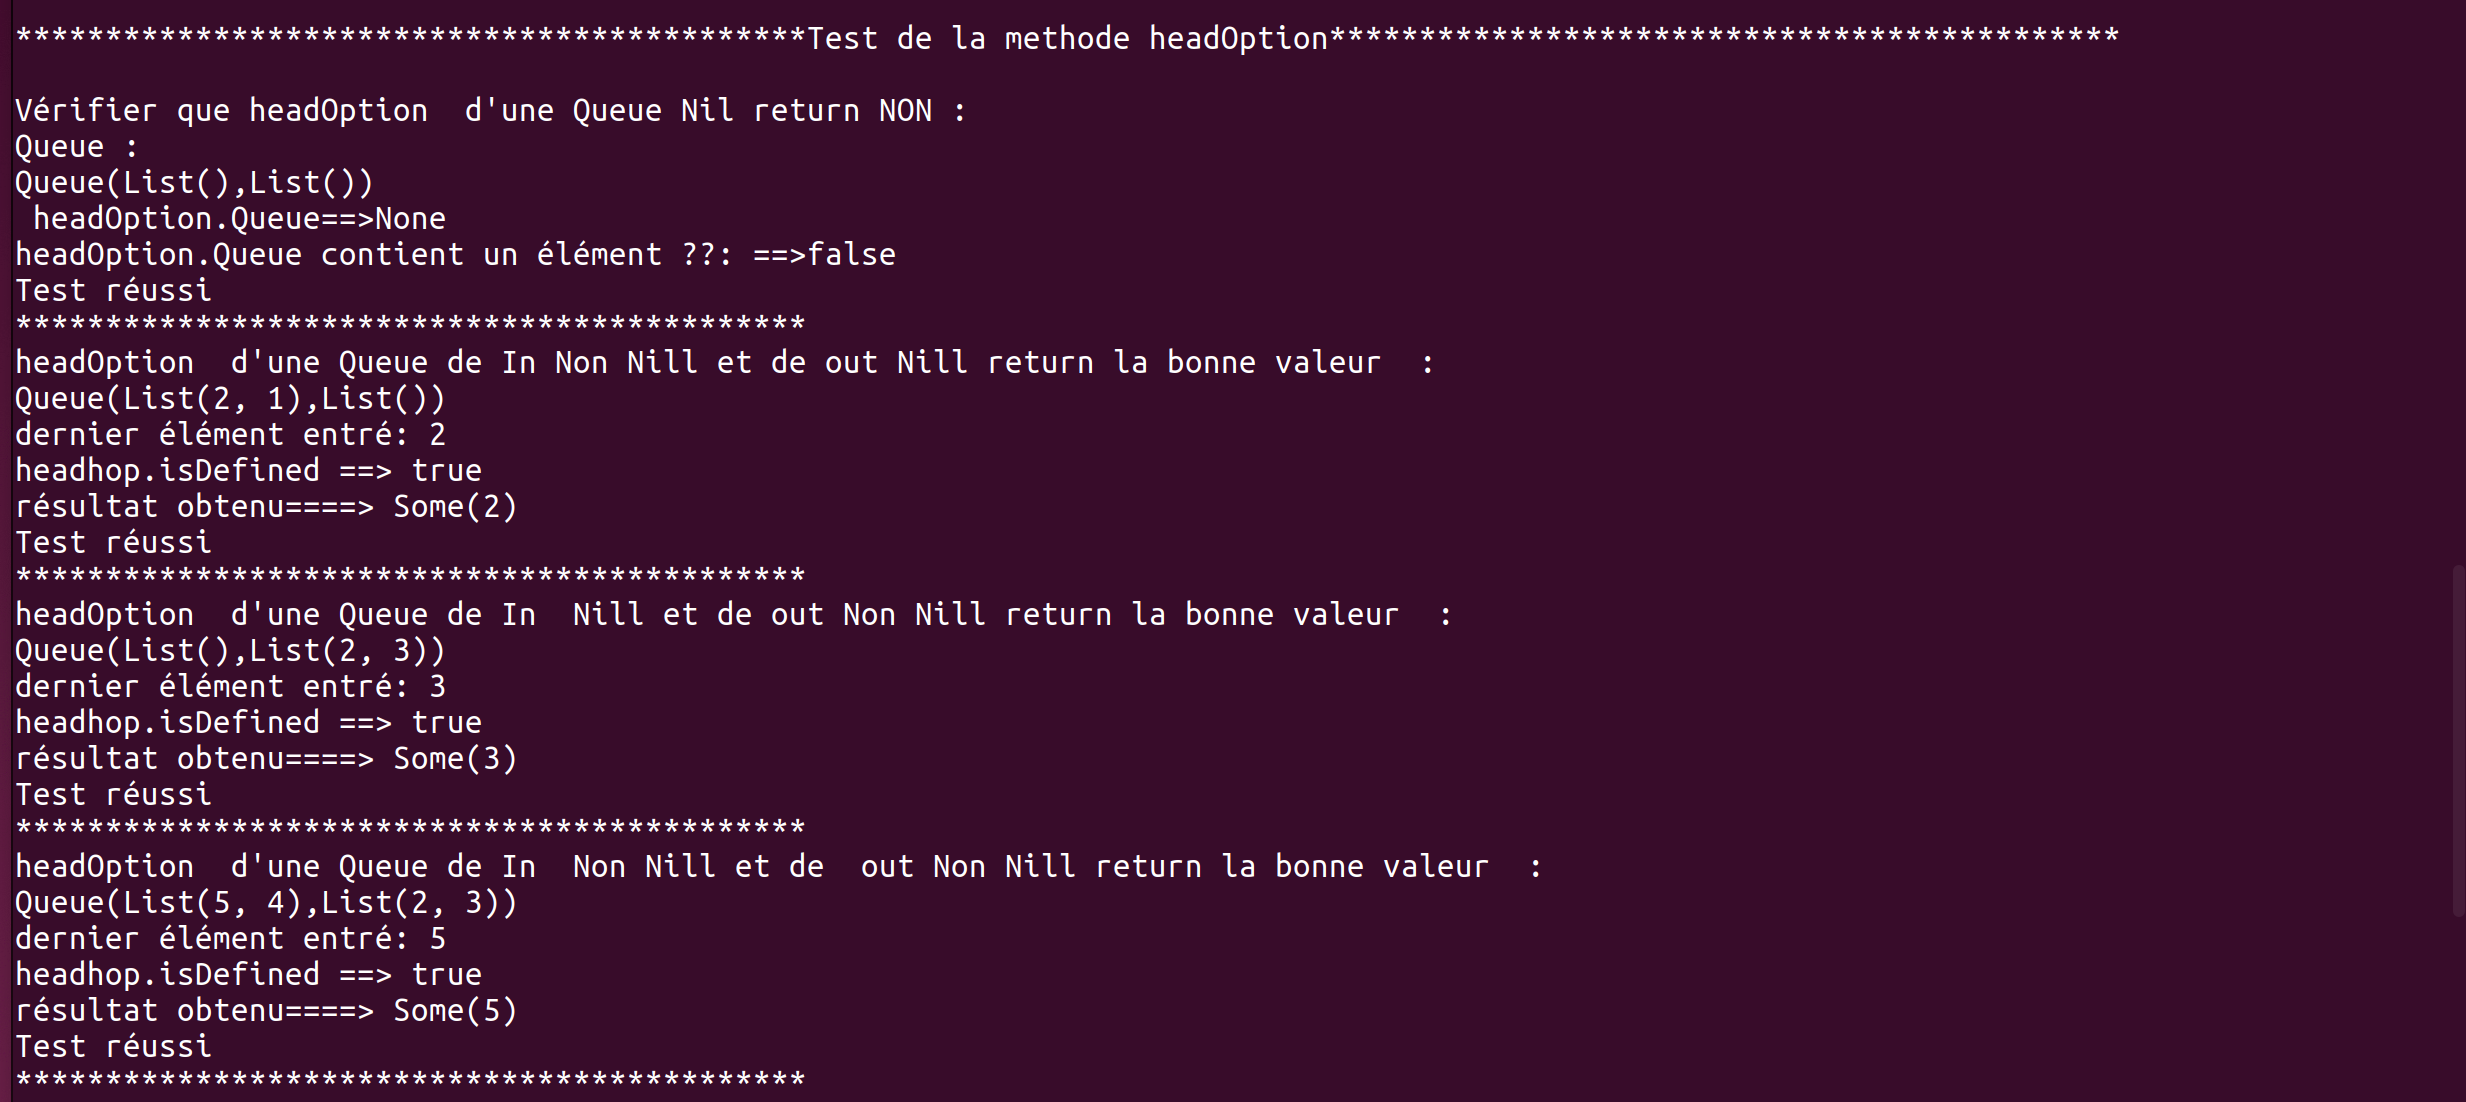 ********************************************Test de la methode headOption********************************************
Vérifier que headOption  d'une Queue Nil return NON :
Queue :
Queue(List(),List())
 headOption.Queue==>None
headOption.Queue contient un élément ??: ==>false
Test réussi
********************************************
headOption  d'une Queue de In Non Nill et de out Nill return la bonne valeur  :
Queue(List(2, 1),List())
dernier élément entré: 2
headhop.isDefined ==> true
résultat obtenu====> Some(2)
Test réussi
********************************************
headOption  d'une Queue de In  Nill et de out Non Nill return la bonne valeur  :
Queue(List(),List(2, 3))
dernier élément entré: 3
headhop.isDefined ==> true
résultat obtenu====> Some(3)
Test réussi
********************************************
headOption  d'une Queue de In  Non Nill et de  out Non Nill return la bonne valeur  :
Queue(List(5, 4),List(2, 3))
dernier élément entré: 5
headhop.isDefined ==> true
résultat obtenu====> Some(5)
Test réussi
********************************************